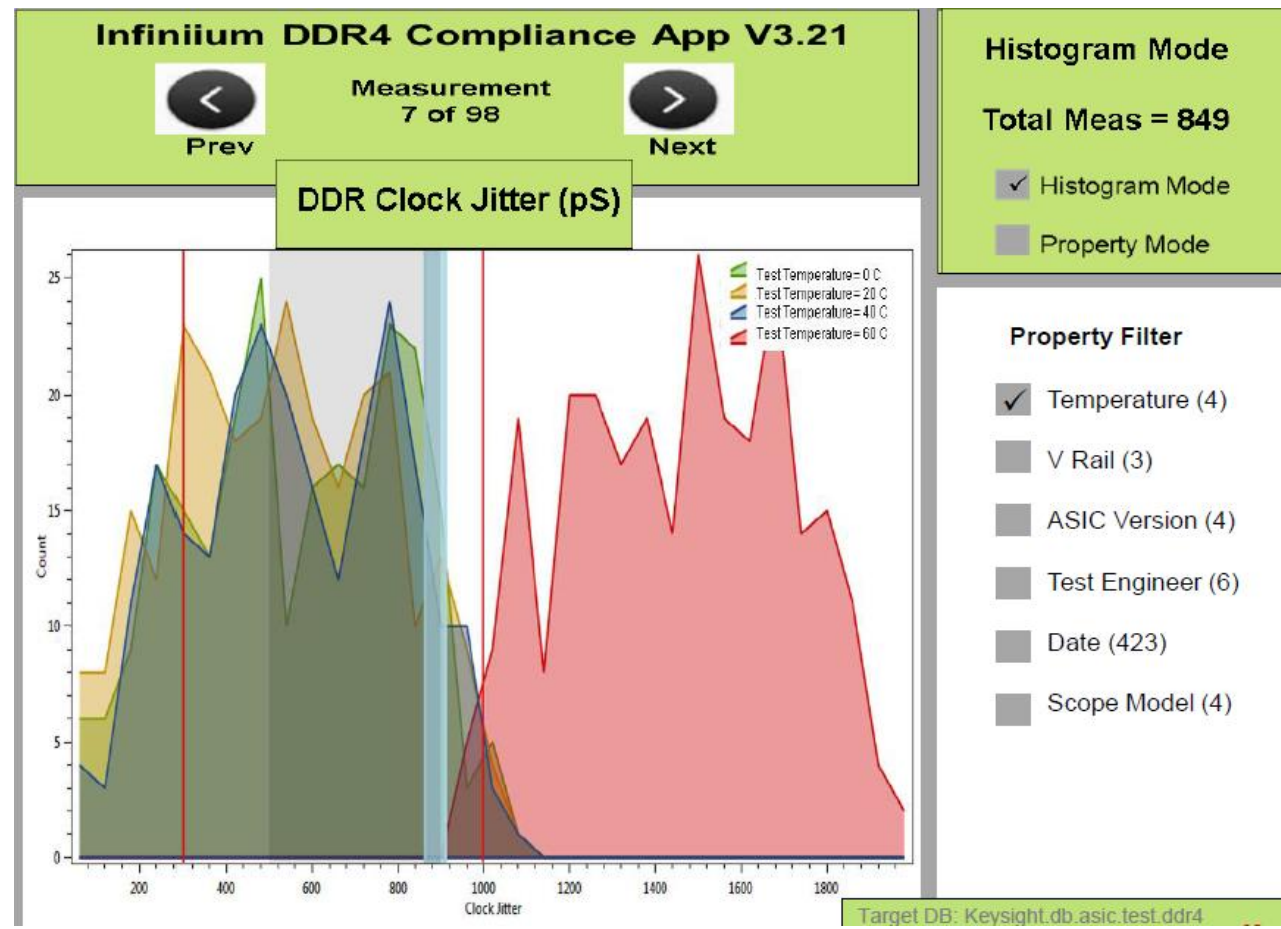 Infiniium DDR4 Compliance App V3.21
Measurement
7 of 98
Prev
Next
DDR Clock Jitter (pS)
Histogram Mode
Total Meas = 849
Histogram Mode
Property Mode
Test Temperature= 0 C
Test Temperature= 20 C
Test Temperature= 40 C
Test Temperature= 60 C
25
20
15
10
5
0
Count
200 400 600 800 1000 1200 1400 1600 1800
Clock Jitter
Property Filter
Temperature (4)
V Rail (3)
ASIC Version (4)
Test Engineer (6)
Date (423)
Scope Model (4)
Target DB: Keysight.db.asic.test.ddr4